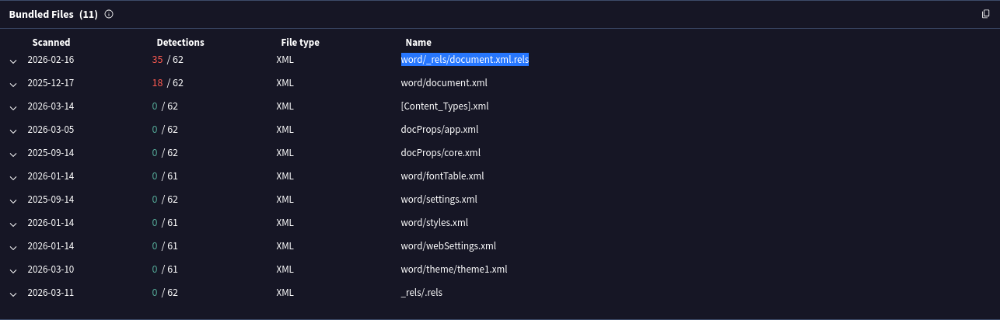 Bundled Files (11)
Scanned Detections File type Name
2026-02-16 35 / 62 XML word/_rels/document.xml.rels
2025-12-17 18 / 62 XML word/document.xml
2026-03-14 0 / 62 XML [Content_Types].xml
2026-03-05 0 / 62 XML docProps/app.xml
2025-09-14 0 / 62 XML docProps/core.xml
2026-01-14 0 / 61 XML word/fontTable.xml
2025-09-14 0 / 62 XML word/settings.xml
2026-01-14 0 / 61 XML word/styles.xml
2026-01-14 0 / 61 XML word/webSettings.xml
2026-03-10 0 / 61 XML word/theme/theme1.xml
2026-03-11 0 / 62 XML _rels/.rels